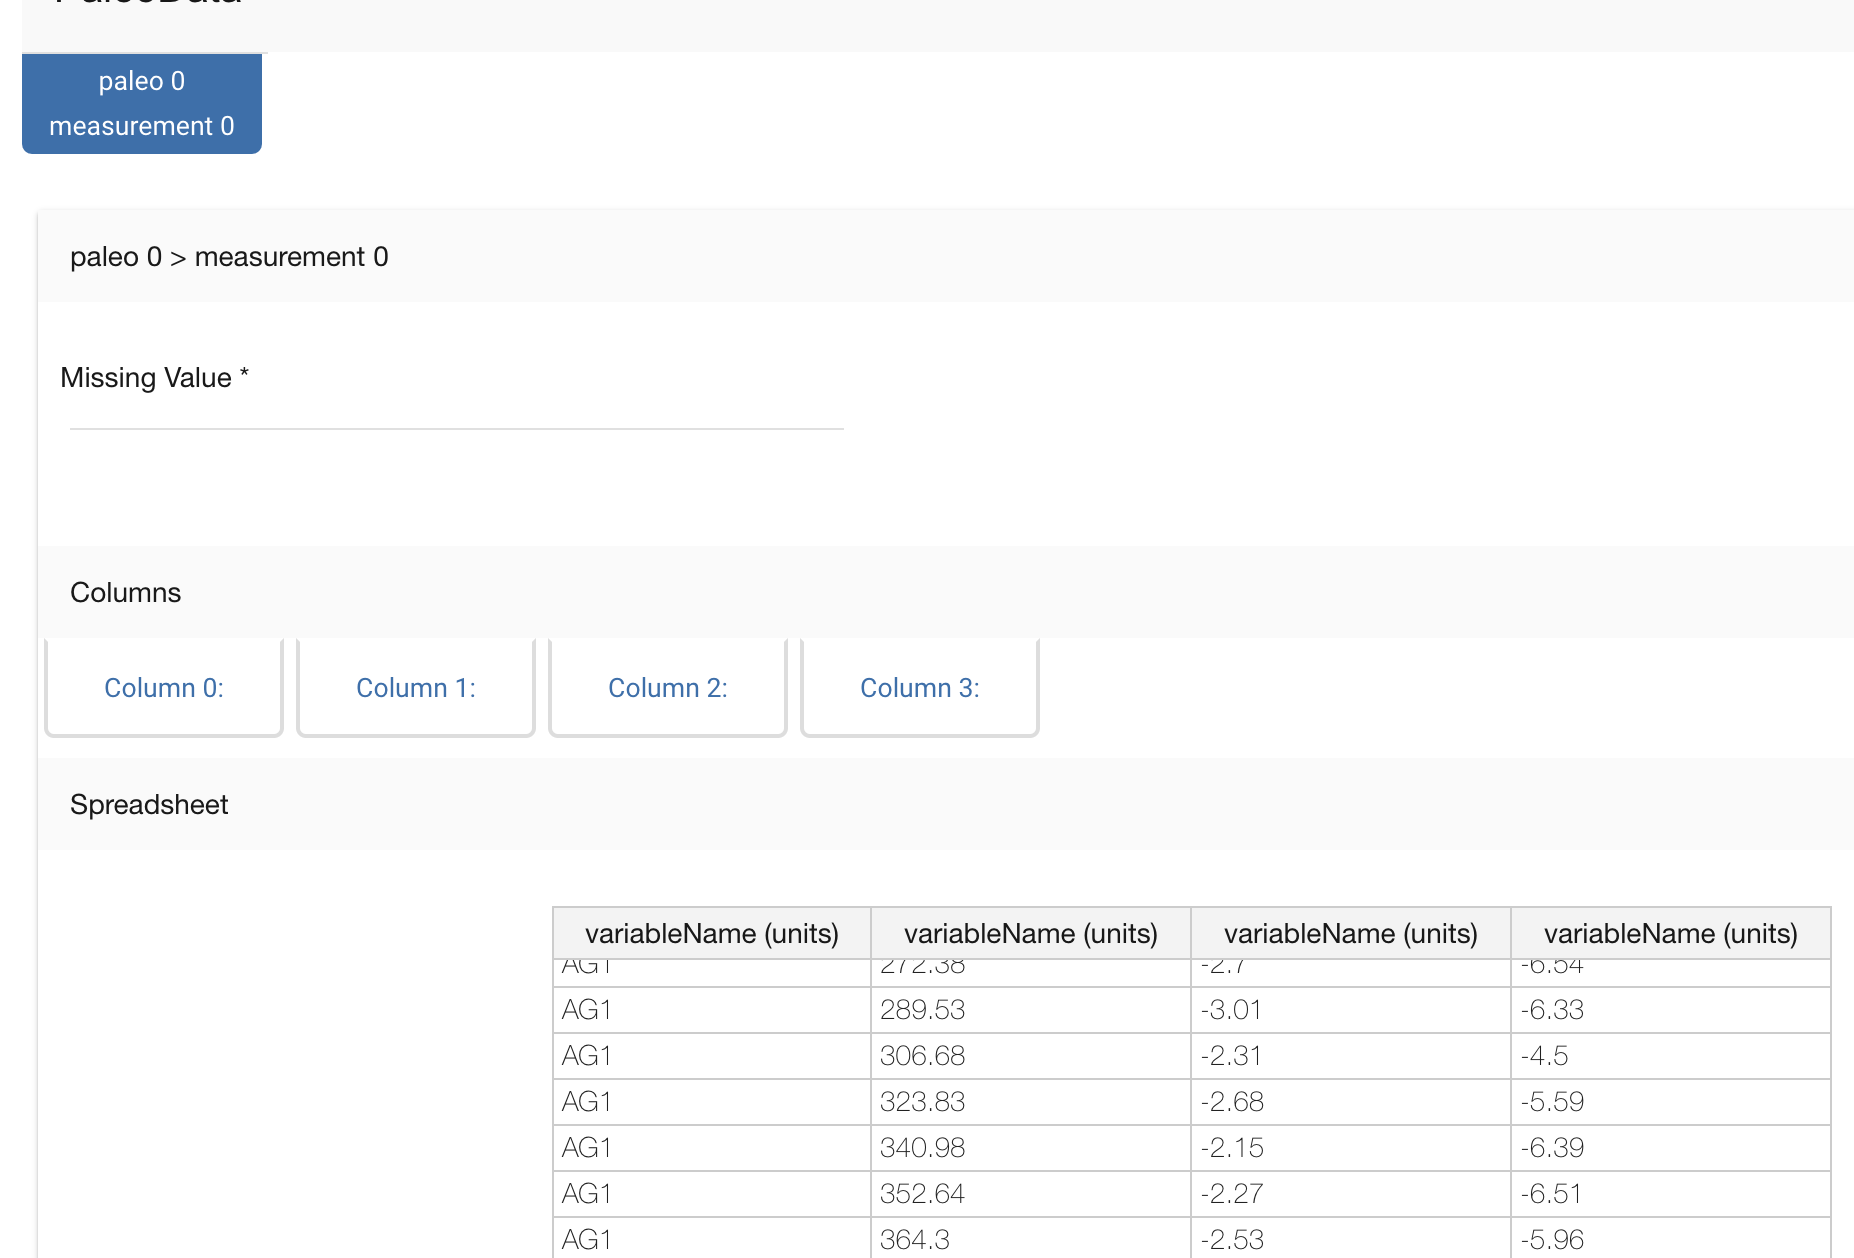 PaleoData
paleo 0
measurement 0
paleo 0 > measurement 0
Missing Value *
Columns
Column 0: Column 1: Column 2: Column 3:
Spreadsheet
variableName (units) variableName (units) variableName (units) variableName (units)
AG1 272.38 -2.7 -6.54
AG1 289.53 -3.01 -6.33
AG1 306.68 -2.31 -4.5
AG1 323.83 -2.68 -5.59
AG1 340.98 -2.15 -6.39
AG1 352.64 -2.27 -6.51
AG1 364.3 -2.53 -5.96